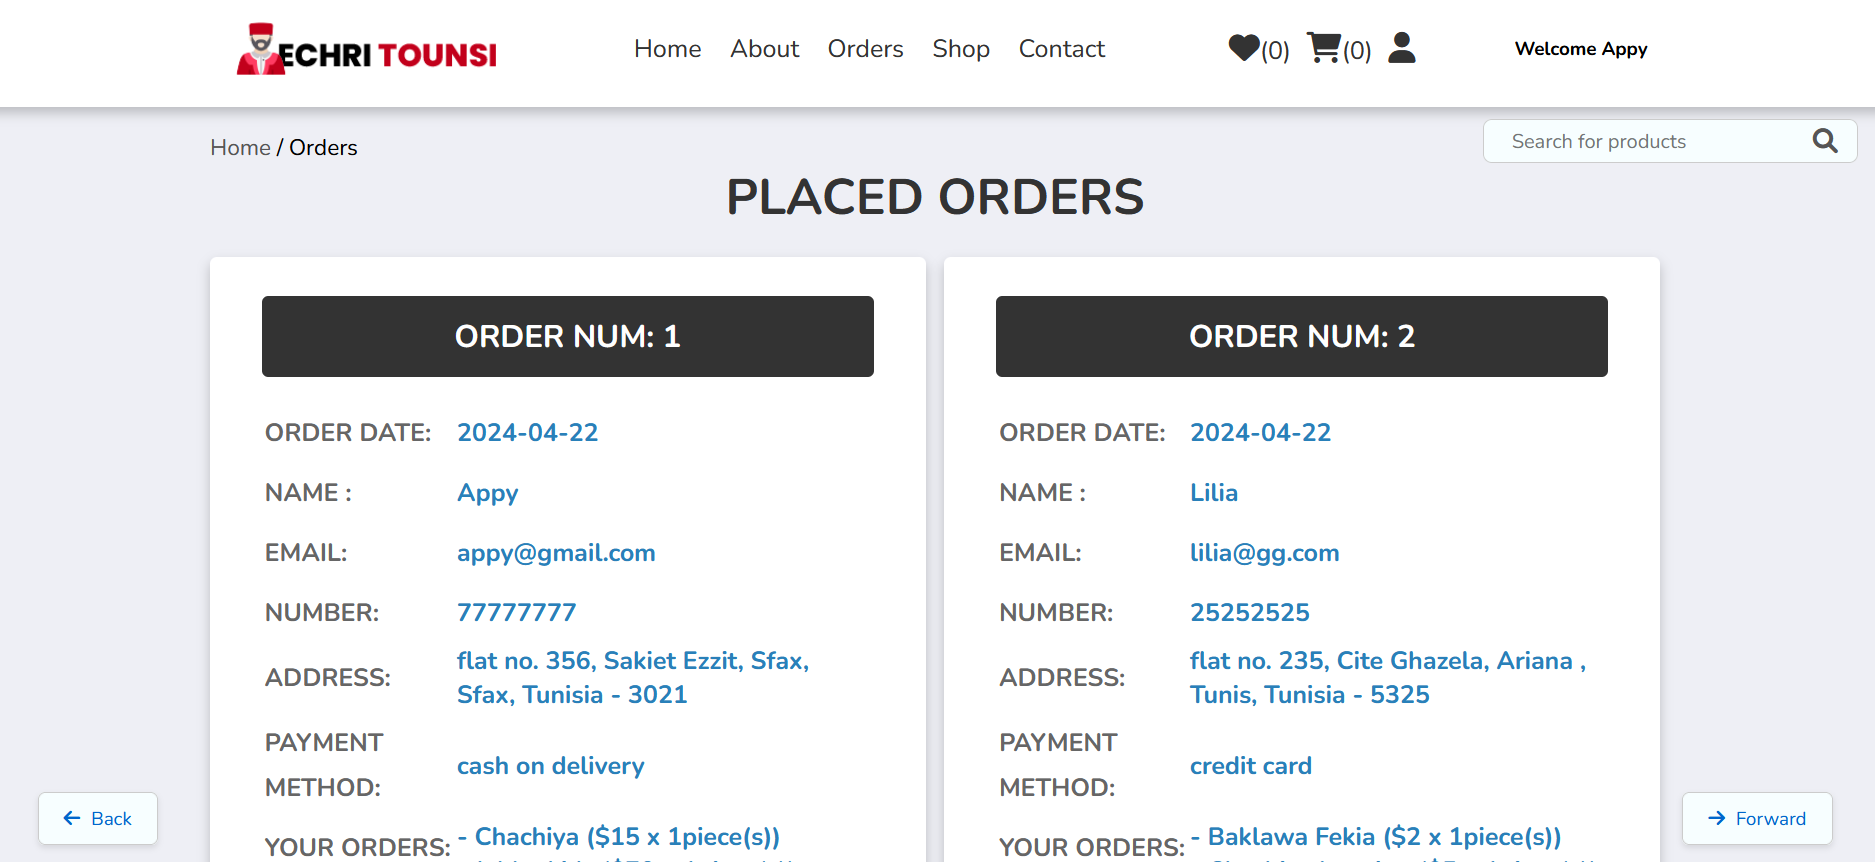 ECHRI TOUNSI
Home About Orders Shop Contact
(0) (0)
Welcome Appy
Home / Orders
Search for products
PLACED ORDERS
ORDER NUM: 1
ORDER DATE: 2024-04-22
NAME : Appy
EMAIL: appy@gmail.com
NUMBER: 77777777
ADDRESS: flat no. 356, Sakiet Ezzit, Sfax,
Sfax, Tunisia - 3021
PAYMENT
METHOD: cash on delivery
YOUR ORDERS: - Chachiya ($15 x 1piece(s))
ORDER NUM: 2
ORDER DATE: 2024-04-22
NAME : Lilia
EMAIL: lilia@gg.com
NUMBER: 25252525
ADDRESS: flat no. 235, Cite Ghazela, Ariana ,
Tunis, Tunisia - 5325
PAYMENT
METHOD: credit card
YOUR ORDERS: - Baklawa Fekia ($2 x 1piece(s))
Back
Forward